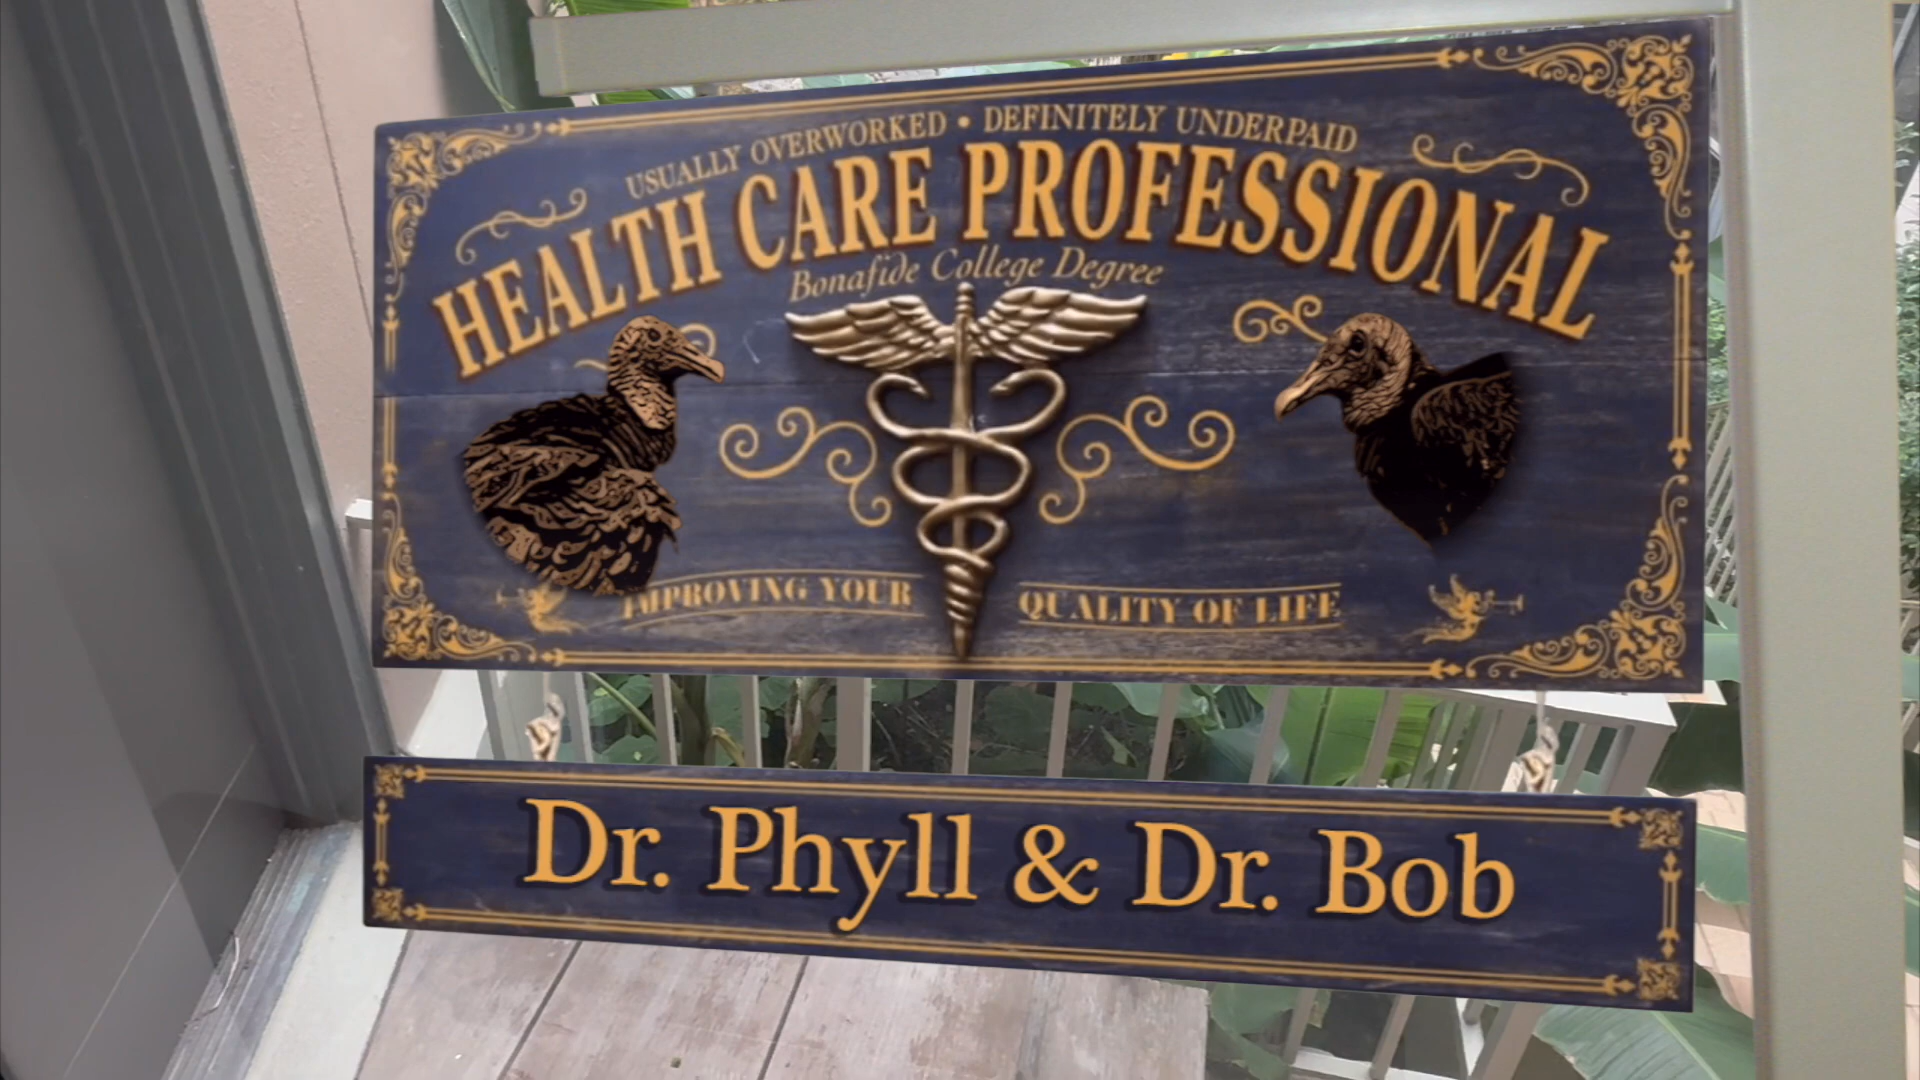 USUALLY OVERWORKED • DEFINITELY UNDERPAID
HEALTH CARE PROFESSIONAL
Bonafide College Degree
IMPROVING YOUR QUALITY OF LIFE
Dr. Phyll & Dr. Bob